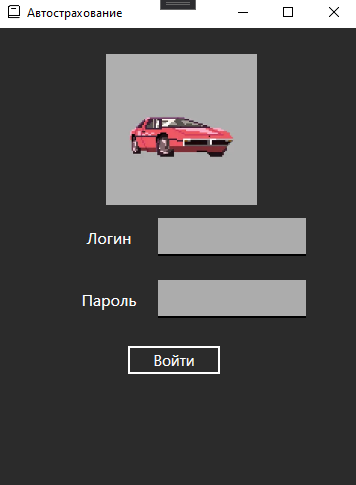 Автострахование
Логин
Пароль
Войти